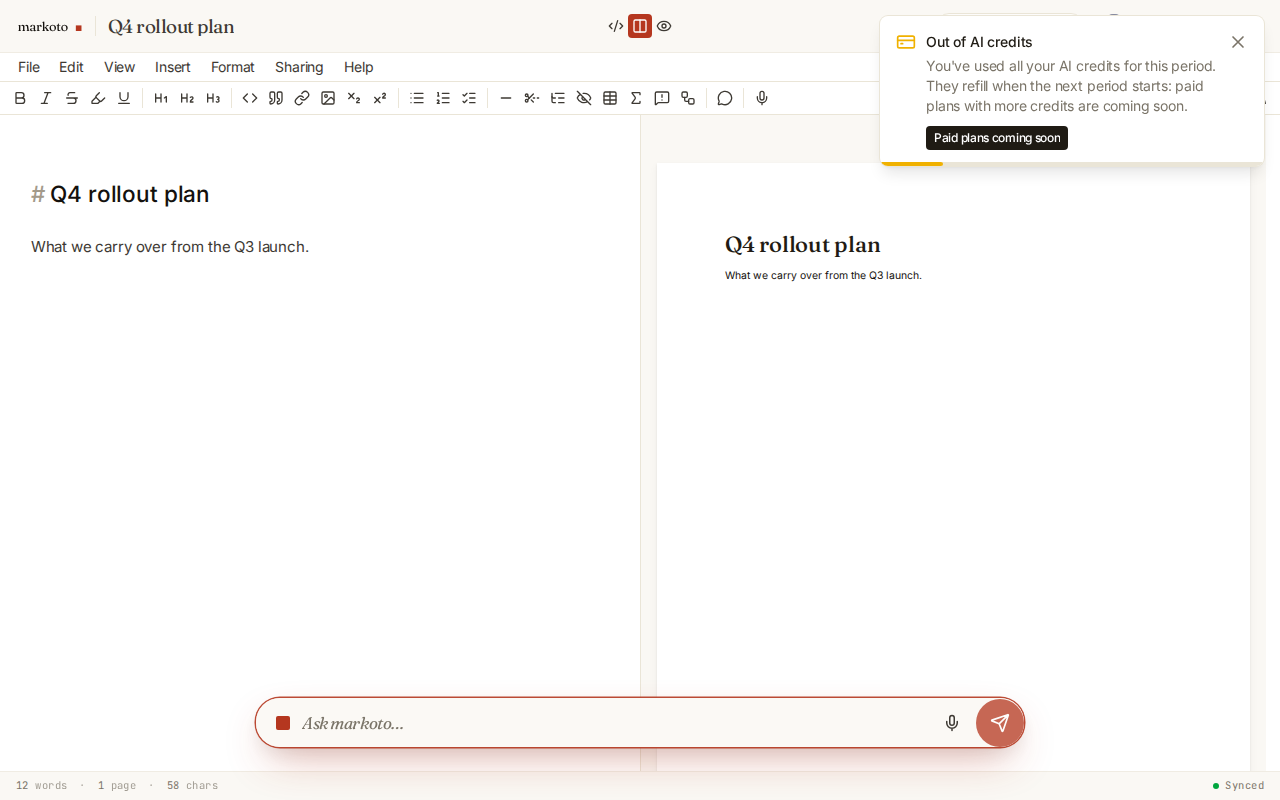 markoto
Q4 rollout plan
File Edit View Insert Format Sharing Help
H1 H2 H3
Out of AI credits
You've used all your AI credits for this period.
They refill when the next period starts: paid
plans with more credits are coming soon.
Paid plans coming soon
# Q4 rollout plan
What we carry over from the Q3 launch.
Q4 rollout plan
What we carry over from the Q3 launch.
Ask markoto...
12 words · 1 page · 58 chars
Synced